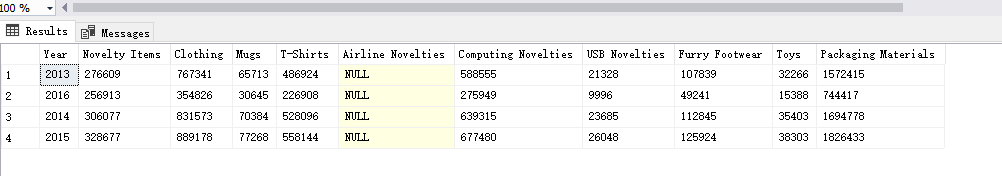 100 %
Results Messages
Year Novelty Items Clothing Mugs T-Shirts Airline Novelties Computing Novelties USB Novelties Furry Footwear Toys Packaging Materials
1 2013 276609 767341 65713 486924 NULL 588555 21328 107839 32266 1572415
2 2016 256913 354826 30645 226908 NULL 275949 9996 49241 15388 744417
3 2014 306077 831573 70384 528096 NULL 639315 23685 112845 35403 1694778
4 2015 328677 889178 77268 558144 NULL 677480 26048 125924 38303 1826433